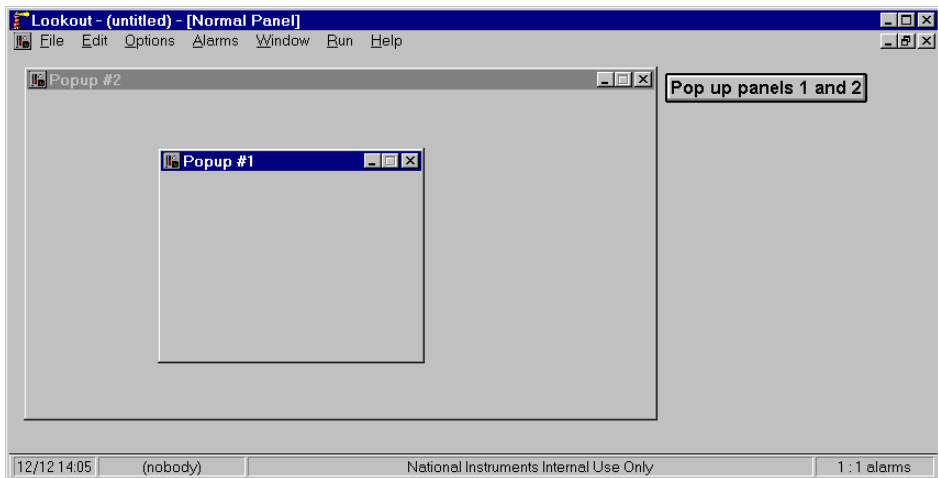 Lookout - (untitled) - [Normal Panel]
File Edit Options Alarms Window Run Help
Popup #2
Pop up panels 1 and 2
Popup #1
12/12 14:05 (nobody) National Instruments Internal Use Only 1 : 1 alarms